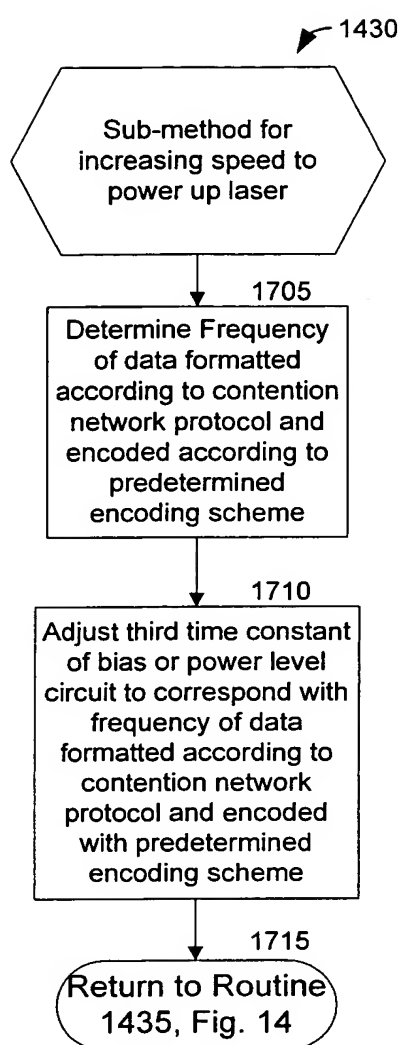 1430
Sub-method for
increasing speed to
power up laser
1705
Determine Frequency
of data formatted
according to contention
network protocol and
encoded according to
predetermined
encoding scheme
1710
Adjust third time constant
of bias or power level
circuit to correspond with
frequency of data
formatted according to
contention network
protocol and encoded
with predetermined
encoding scheme
1715
Return to Routine
1435, Fig. 14